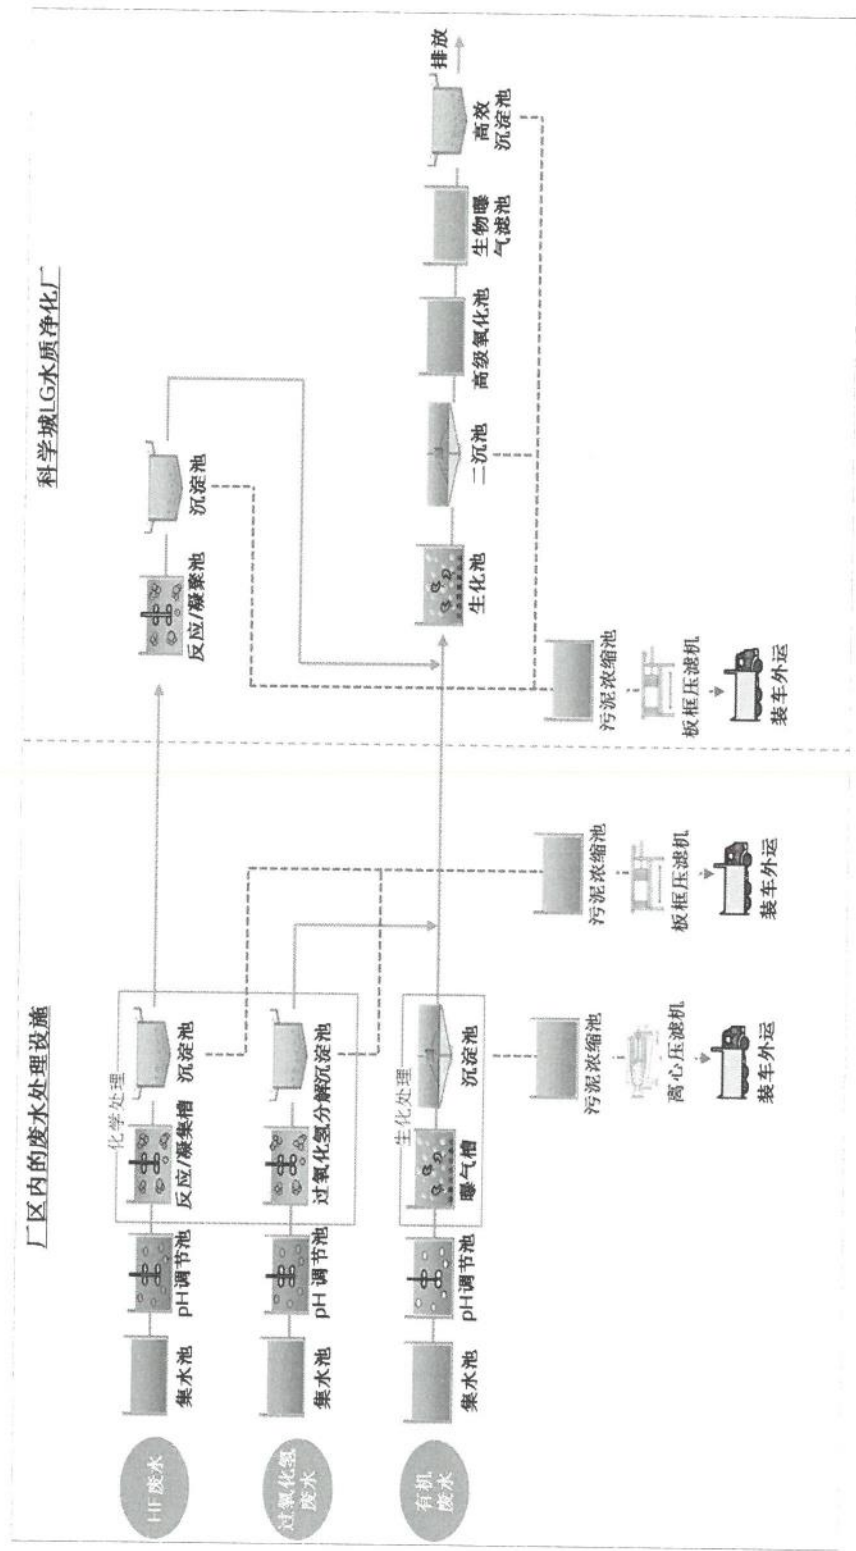 厂区内的废水处理设施
科学城LG水质净化厂
化学处理
HF废水
集水池
pH调节池
反应/凝集槽
沉淀池
反应/凝聚池
沉淀池
过氧化氢
废水
集水池
pH调节池
过氧化氢分解沉淀池
生化处理
有机
废水
集水池
pH调节池
曝气槽
沉淀池
生化池
二沉池
高级氧化池
生物曝
气滤池
高效
沉淀池
排放
污泥浓缩池
离心压滤机
装车外运
污泥浓缩池
板框压滤机
装车外运
污泥浓缩池
板框压滤机
装车外运